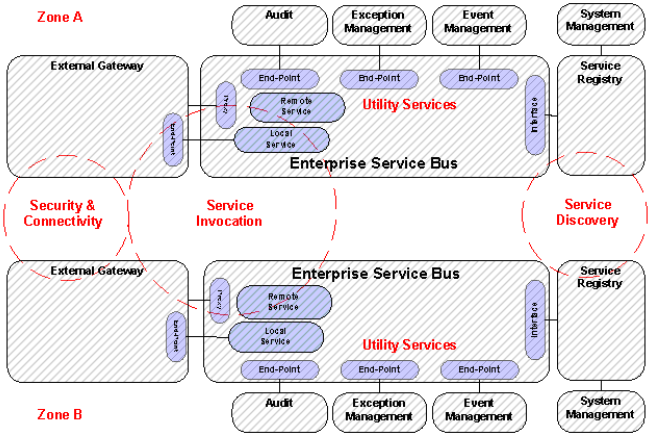 Zone A
Audit
Exception
Management
Event
Management
System
Management
External Gateway
End-Point
End-Point
End-Point
Service
Registry
Proxy
Remote
Service
Utility Services
Interface
End-Point
Local
Service
Enterprise Service Bus
Security &
Connectivity
Service
Invocation
Service
Discovery
External Gateway
Enterprise Service Bus
Service
Registry
Proxy
Remote
Service
Interface
End-Point
Local
Service
Utility Services
End-Point
End-Point
End-Point
Zone B
Audit
Exception
Management
Event
Management
System
Management